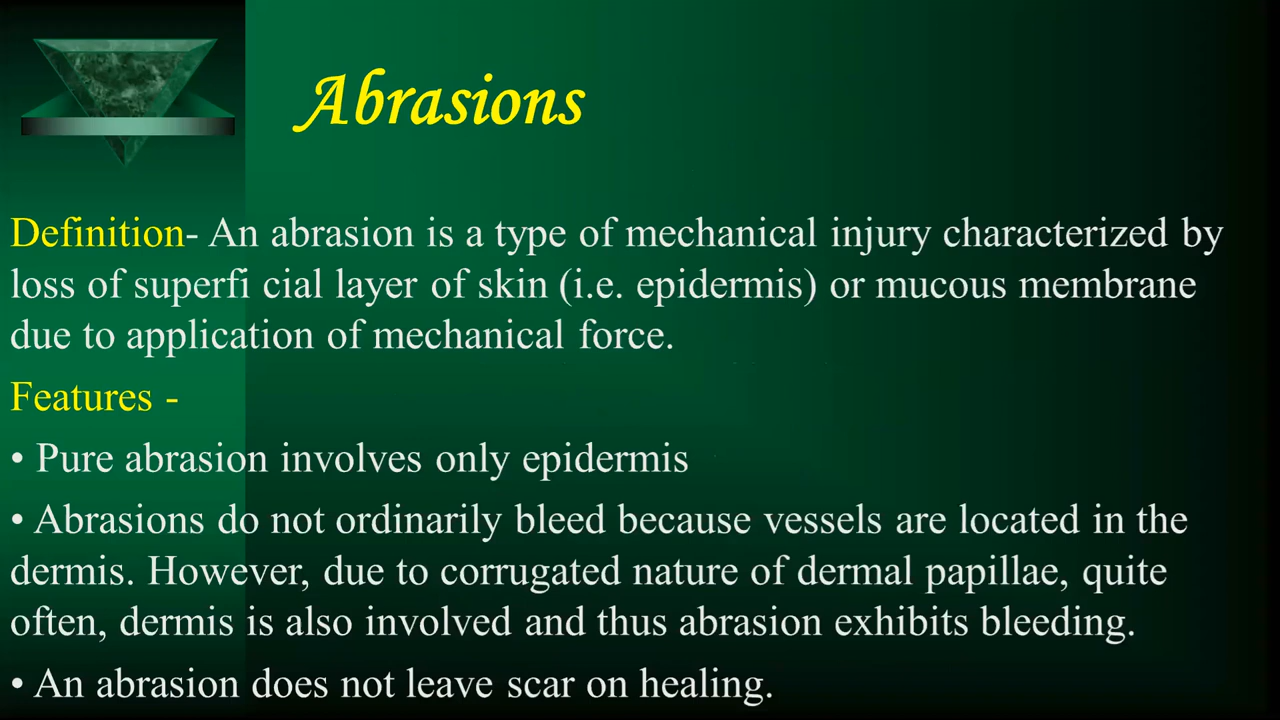 Abrasions
Definition- An abrasion is a type of mechanical injury characterized by
loss of superfi cial layer of skin (i.e. epidermis) or mucous membrane
due to application of mechanical force.
Features -
• Pure abrasion involves only epidermis
• Abrasions do not ordinarily bleed because vessels are located in the
dermis. However, due to corrugated nature of dermal papillae, quite
often, dermis is also involved and thus abrasion exhibits bleeding.
• An abrasion does not leave scar on healing.